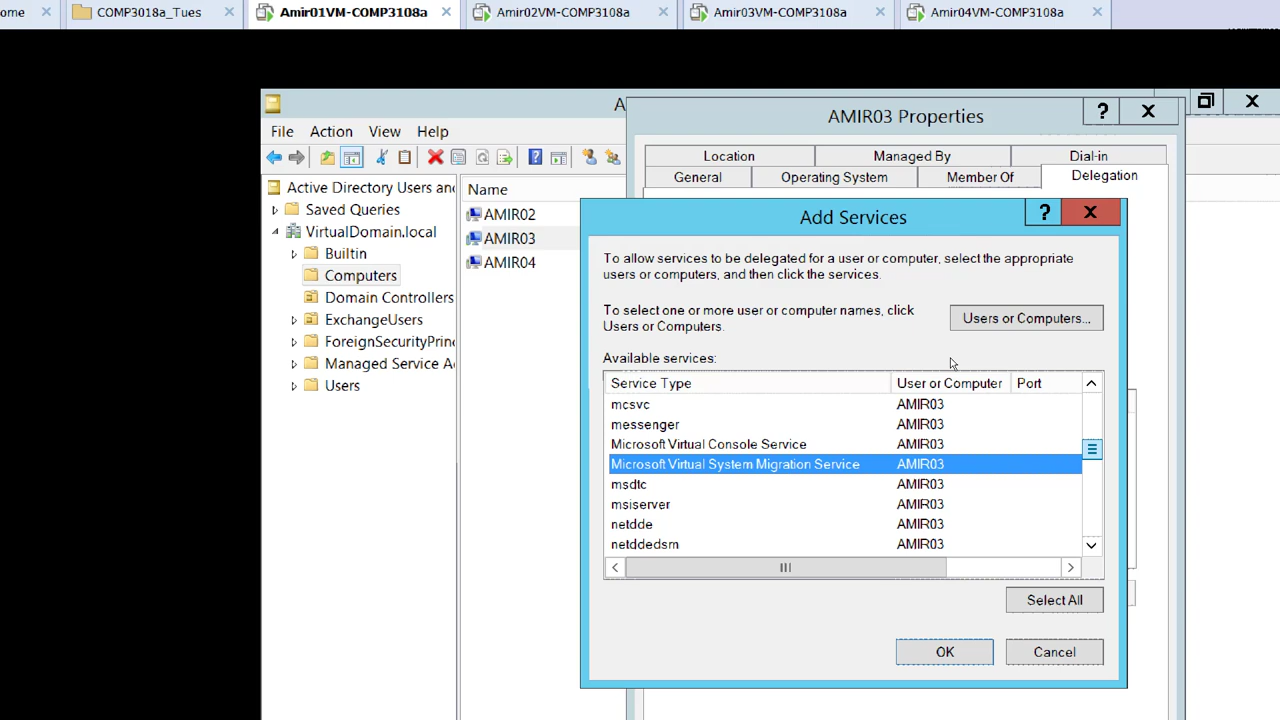 ome
COMP3018a_Tues
Amir01VM-COMP3108a
Amir02VM-COMP3108a
Amir03VM-COMP3108a
Amir04VM-COMP3108a
A
AMIR03 Properties
?
File Action View Help
Location
Managed By
Dial-in
General
Operating System
Member Of
Delegation
Active Directory Users and
Saved Queries
VirtualDomain.local
Builtin
Computers
Domain Controllers
ExchangeUsers
ForeignSecurityPrinc
Managed Service Ac
Users
Name
AMIR02
AMIR03
AMIR04
Add Services
?
To allow services to be delegated for a user or computer, select the appropriate
users or computers, and then click the services.
To select one or more user or computer names, click
Users or Computers.
Users or Computers...
Available services:
Service Type User or Computer Port
mcsvc AMIR03
messenger AMIR03
Microsoft Virtual Console Service AMIR03
Microsoft Virtual System Migration Service AMIR03
msdtc AMIR03
msiserver AMIR03
netdde AMIR03
netddedsm AMIR03
Select All
OK
Cancel